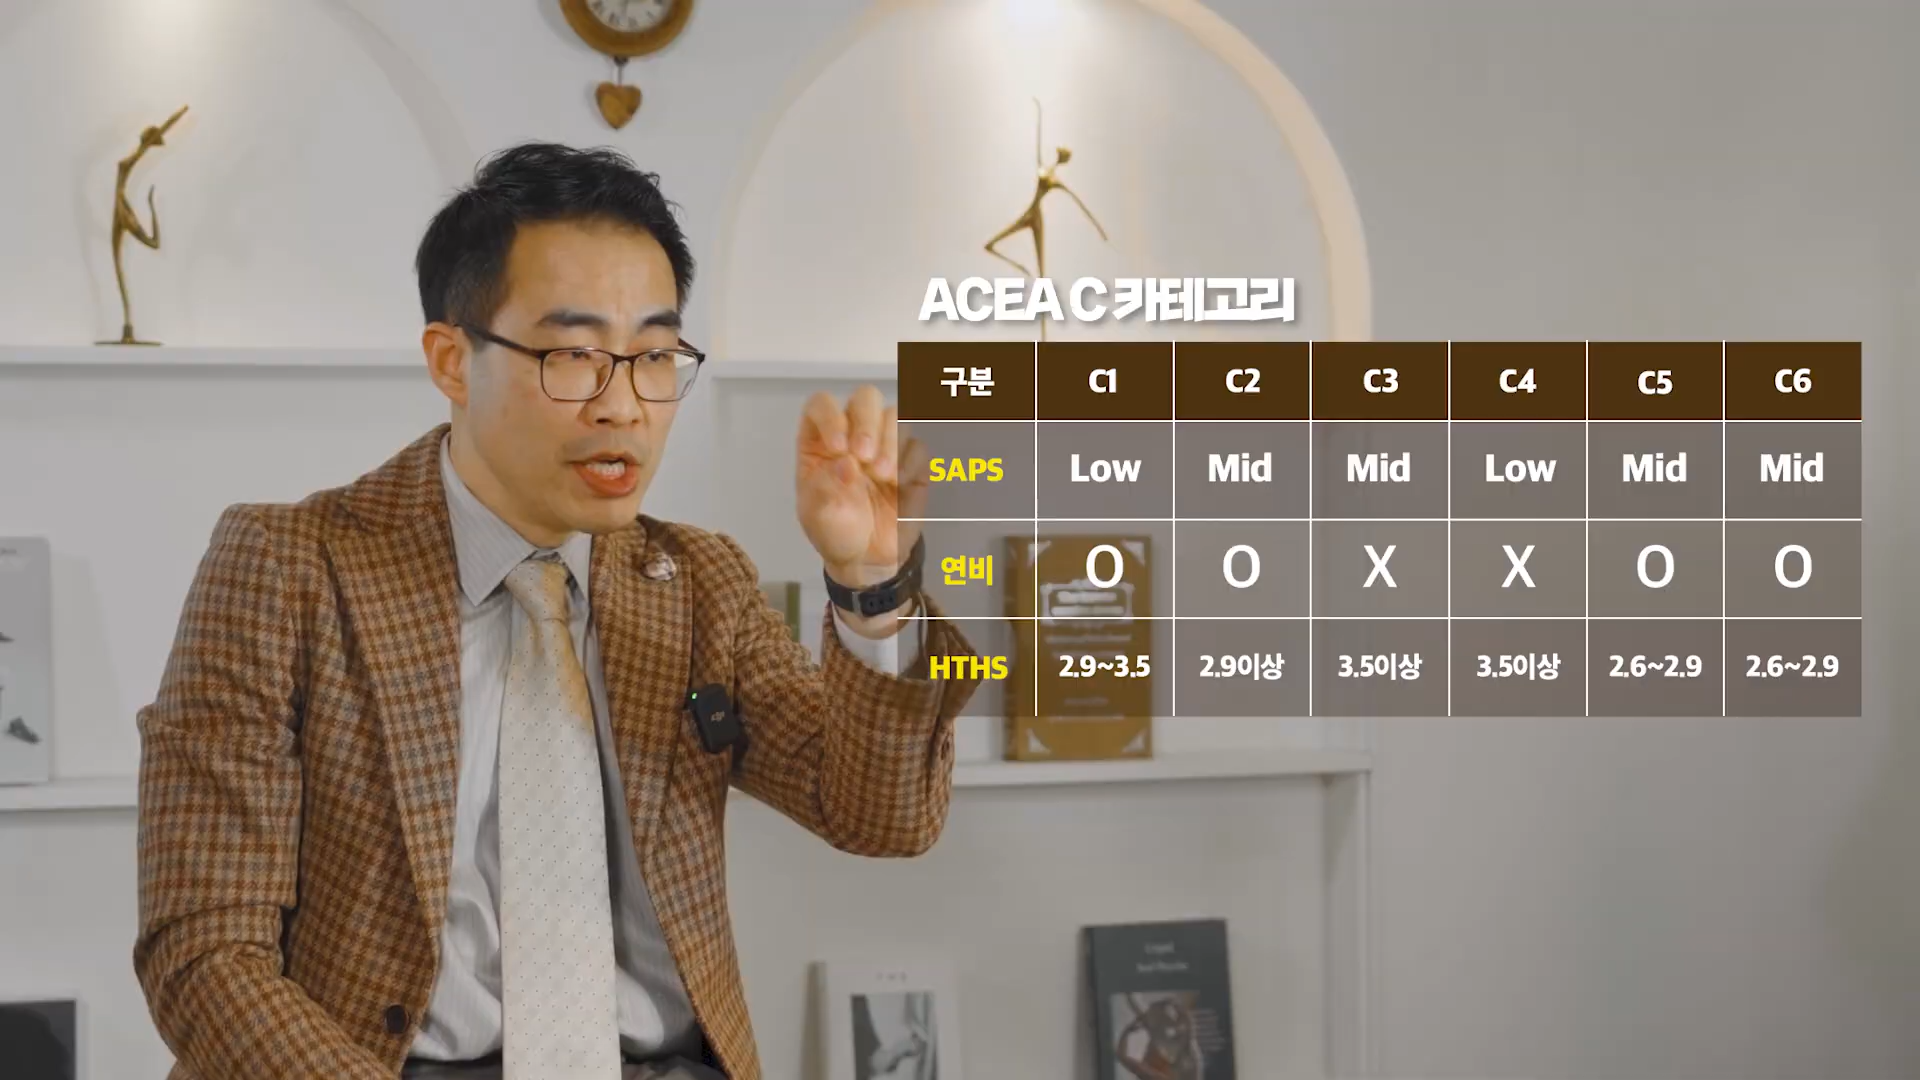 ACEA C 카테고리
구분 C1 C2 C3 C4 C5 C6
SAPS Low Mid Mid Low Mid Mid
연비 O O X X O O
HTHS 2.9~3.5 2.9이상 3.5이상 3.5이상 2.6~2.9 2.6~2.9
dji